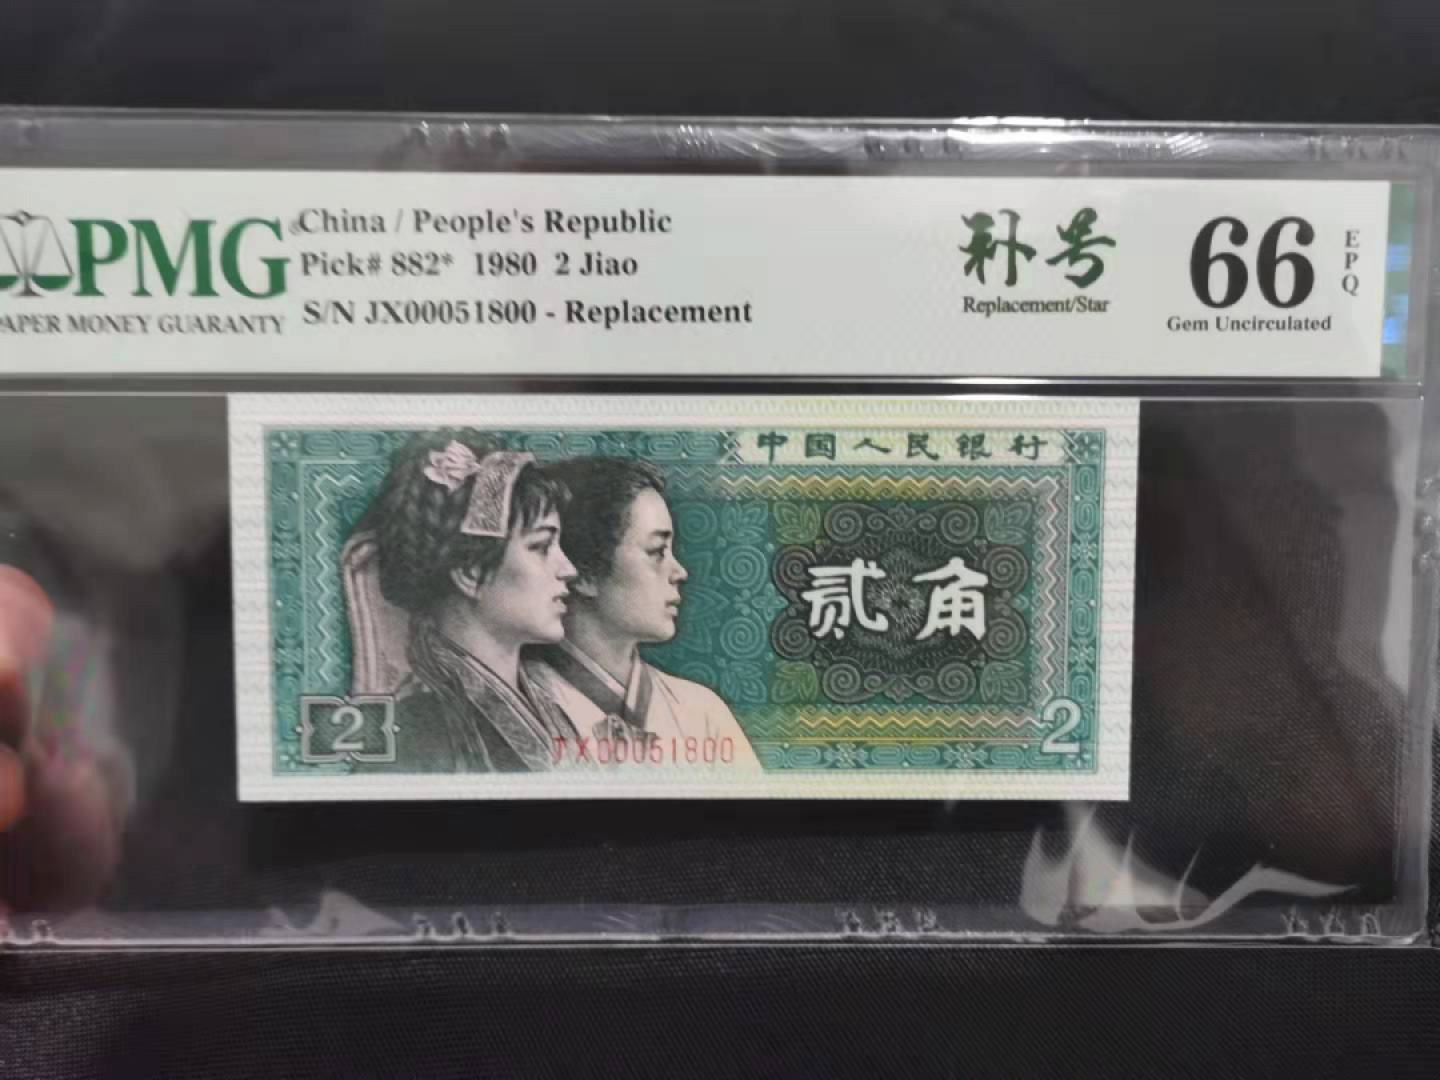 PMG
PAPER MONEY GUARANTY
China / People's Republic
Pick# 882* 1980 2 Jiao
S/N JX00051800 - Replacement
补号
Replacement/Star
66
EPQ
Gem Uncirculated
中国人民银行
贰角
2
2
JX00051800